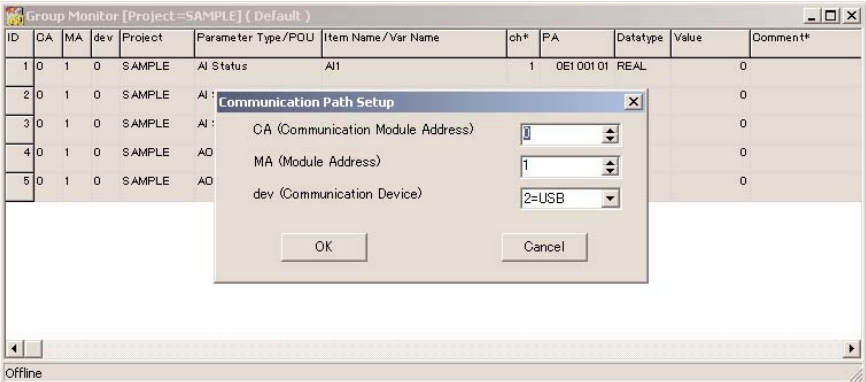 Group Monitor [Project=SAMPLE] ( Default )
ID CA MA dev Project Parameter Type/POU Item Name/Var Name ch* PA Datatype Value Comment*
1 0 1 0 SAMPLE AI Status AI1 1 0E1 001 01 REAL 0
2 0 1 0 SAMPLE AI 0
3 0 1 0 SAMPLE AI 0
4 0 1 0 SAMPLE AO 0
5 0 1 0 SAMPLE AO 0
Communication Path Setup
CA (Communication Module Address) 0
MA (Module Address) 1
dev (Communication Device) 2=USB
OK Cancel
Offline